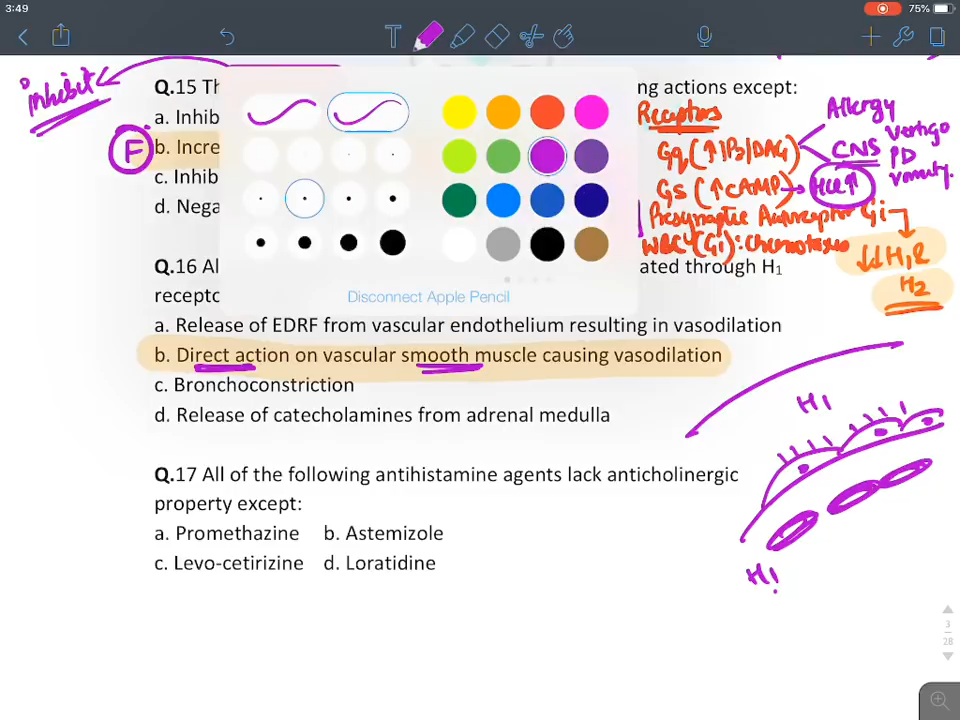 3:49
75%
inhibit
Q.15 Th ng actions except:
Receptors
Allergy
a. Inhib
Gq (↑IP3/DAG)
CNS
Vertigo
PD
Vomiting
F
b. Incre
c. Inhib
Gs (↑cAMP)→ HCl↑
d. Nega
Presynaptic Autoreceptor Gi
WBC (Gi): Chemotaxis
↓↓ H1 &
H2
Q.16 Al ated through H1
recepto
a. Release of EDRF from vascular endothelium resulting in vasodilation
b. Direct action on vascular smooth muscle causing vasodilation
c. Bronchoconstriction
d. Release of catecholamines from adrenal medulla
Disconnect Apple Pencil
H1
H1
Q.17 All of the following antihistamine agents lack anticholinergic
property except:
a. Promethazine b. Astemizole
c. Levo-cetirizine d. Loratidine
3
28